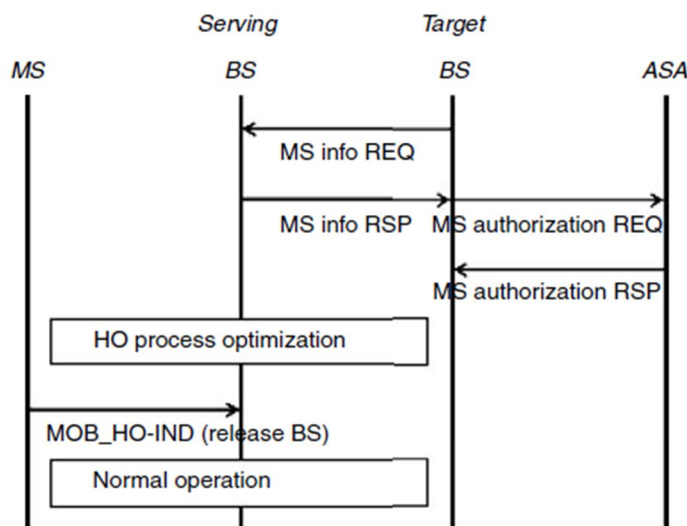 Serving Target
MS BS BS ASA
MS info REQ
MS info RSP MS authorization REQ
MS authorization RSP
HO process optimization
MOB_HO-IND (release BS)
Normal operation